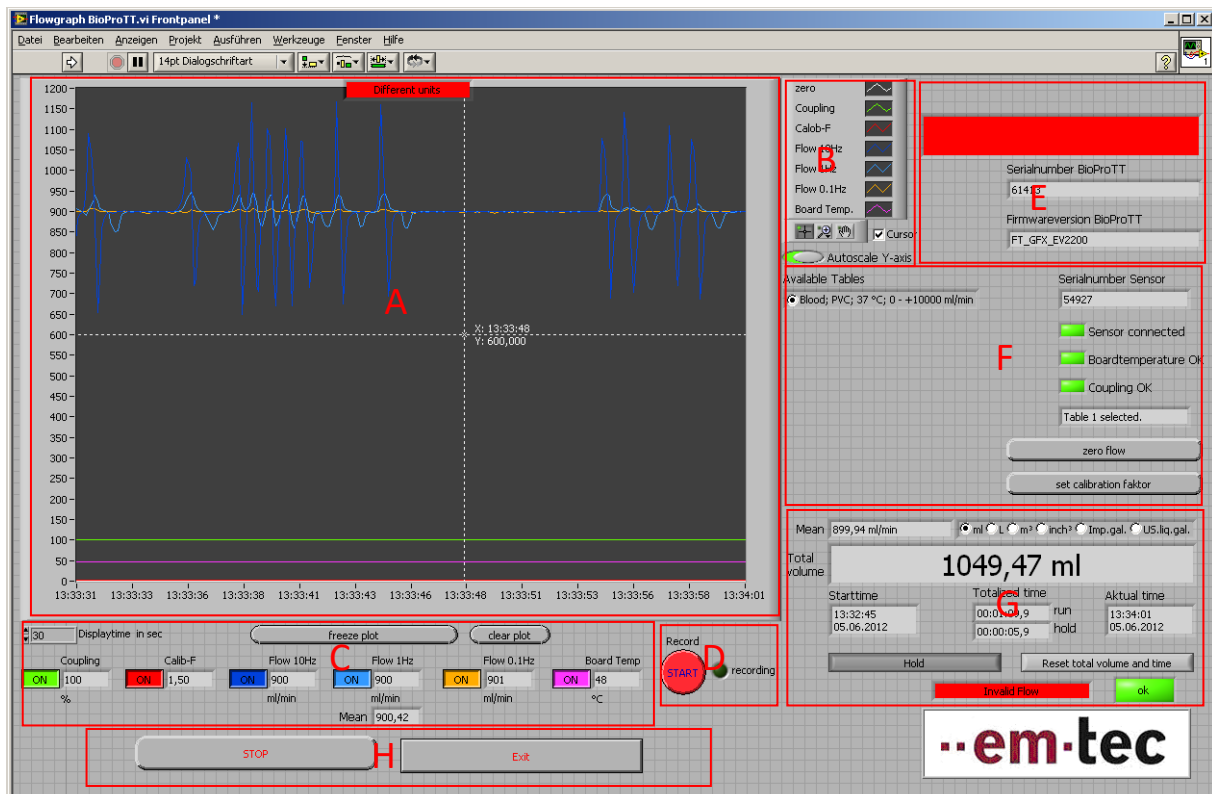 Flowgraph BioProTT.vi Frontpanel *
Datei Bearbeiten Anzeigen Projekt Ausführen Werkzeuge Fenster Hilfe
14pt Dialogschriftart
1
Different units
1200
1150
1100
1050
1000
950
900
850
800
750
700
650
600
550
500
450
400
350
300
250
200
150
100
50
0
X: 13:33:48
Y: 600,000
A
13:33:31 13:33:33 13:33:36 13:33:38 13:33:41 13:33:43 13:33:46 13:33:48 13:33:51 13:33:53 13:33:56 13:33:58 13:34:01
zero
Coupling
Calob-F
Flow 10Hz
Flow 1Hz
Flow 0.1Hz
Board Temp.
B
Cursor
Autoscale Y-axis
Serialnumber BioProTT
61413
E
Firmwareversion BioProTT
FT_GFX_EV2200
Available Tables
Blood; PVC; 37 °C; 0 - +10000 ml/min
Serialnumber Sensor
54927
Sensor connected
F
Boardtemperature OK
Coupling OK
Table 1 selected.
zero flow
set calibration faktor
Mean 899,94 ml/min ml L m³ inch³ Imp.gal. US.liq.gal.
Total volume 1049,47 ml
Starttime Totalized time Aktual time
13:32:45 05.06.2012
00:01:09,9 run
00:00:05,9 hold
13:34:01 05.06.2012
G
Hold Reset total volume and time
Invalid Flow ok
30 Displaytime in sec freeze plot clear plot
Coupling Calib-F Flow 10Hz Flow 1Hz Flow 0.1Hz Board Temp
C
ON 100 ON 1,50 ON 900 ON 900 ON 901 ON 48
% ml/min ml/min ml/min °C
Mean 900,42
Record
START
D
recording
STOP
H
Exit
em-tec